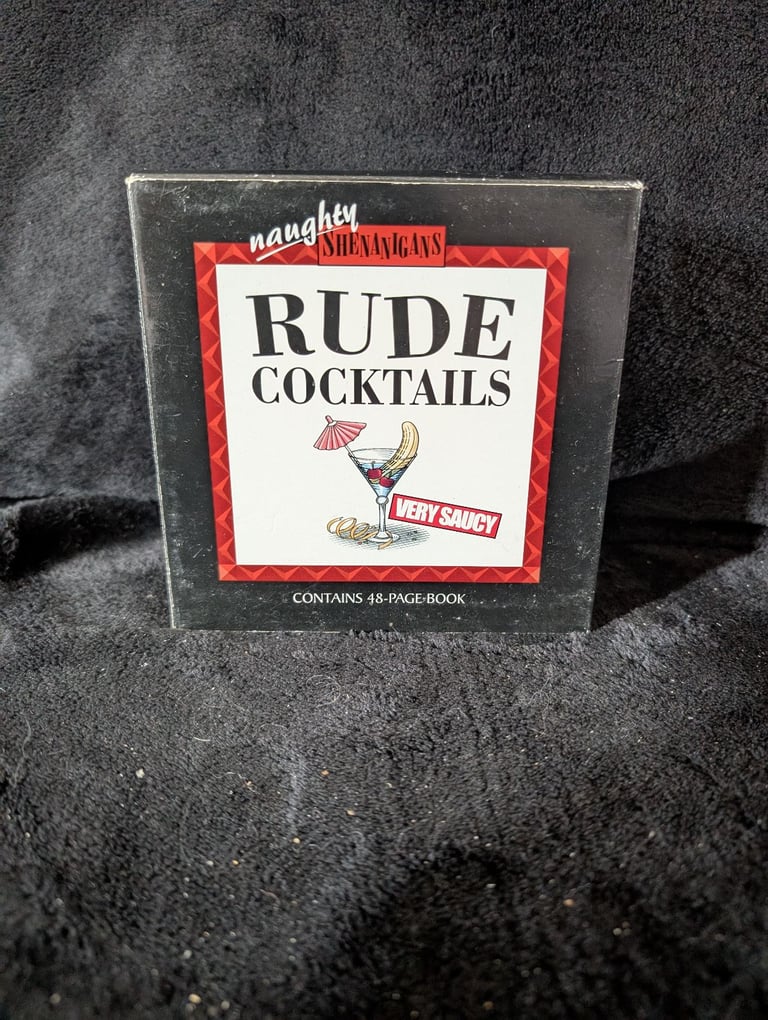 naughty
SHENANIGANS
RUDE
COCKTAILS
VERY SAUCY
CONTAINS 48-PAGE BOOK